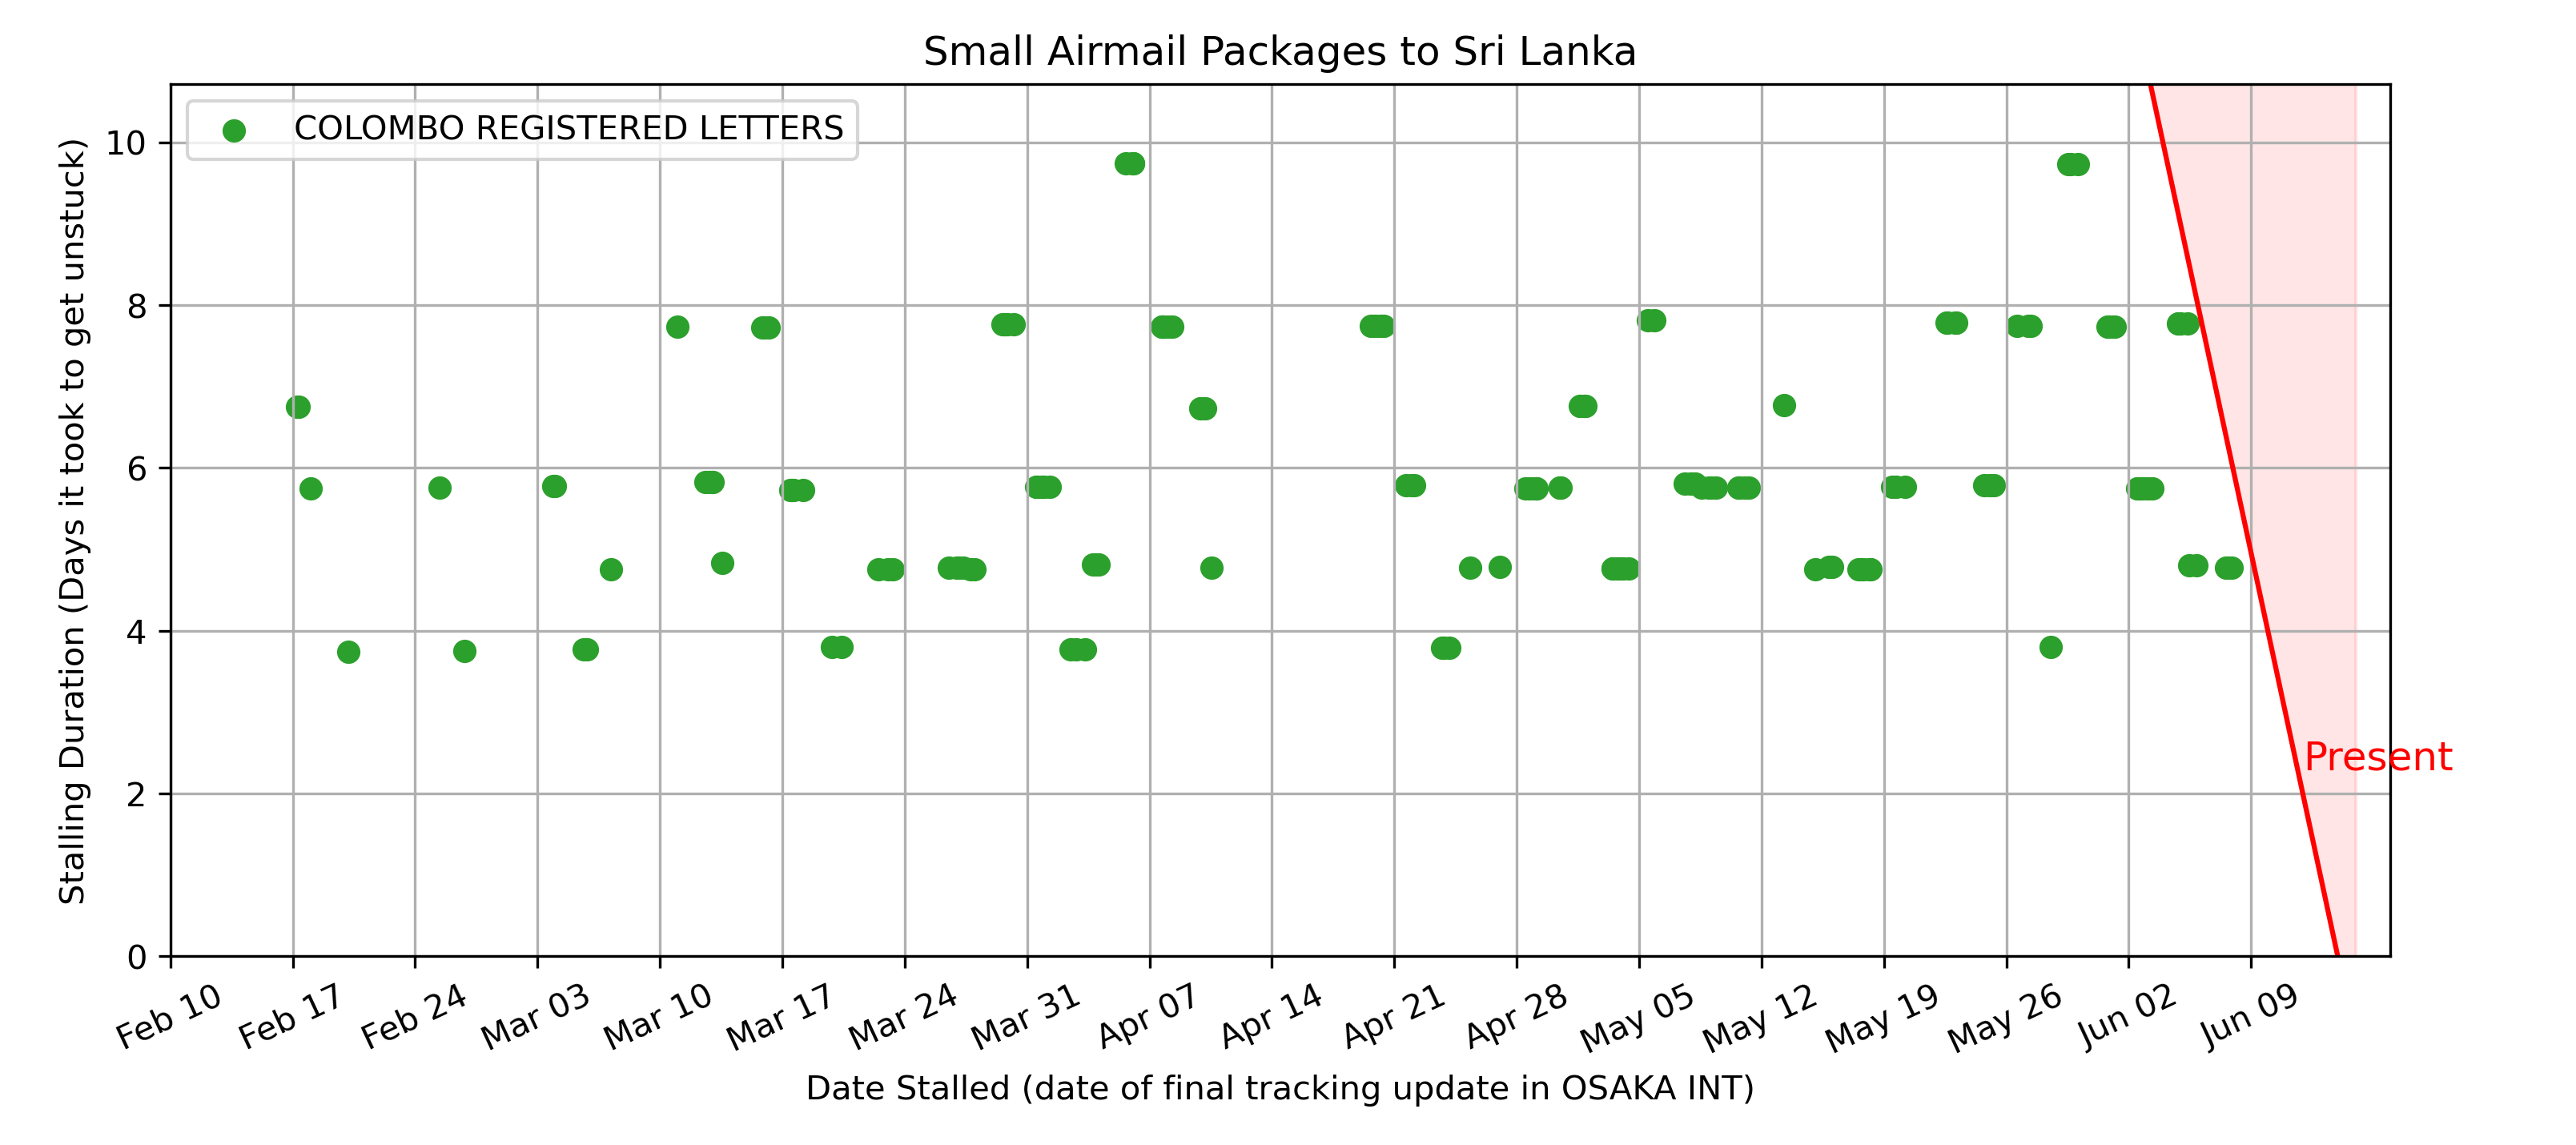 Small Airmail Packages to Sri Lanka
COLOMBO REGISTERED LETTERS
Stalling Duration (Days it took to get unstuck)
10
8
6
4
2
0
Present
Feb 10
Feb 17
Feb 24
Mar 03
Mar 10
Mar 17
Mar 24
Mar 31
Apr 07
Apr 14
Apr 21
Apr 28
May 05
May 12
May 19
May 26
Jun 02
Jun 09
Date Stalled (date of final tracking update in OSAKA INT)